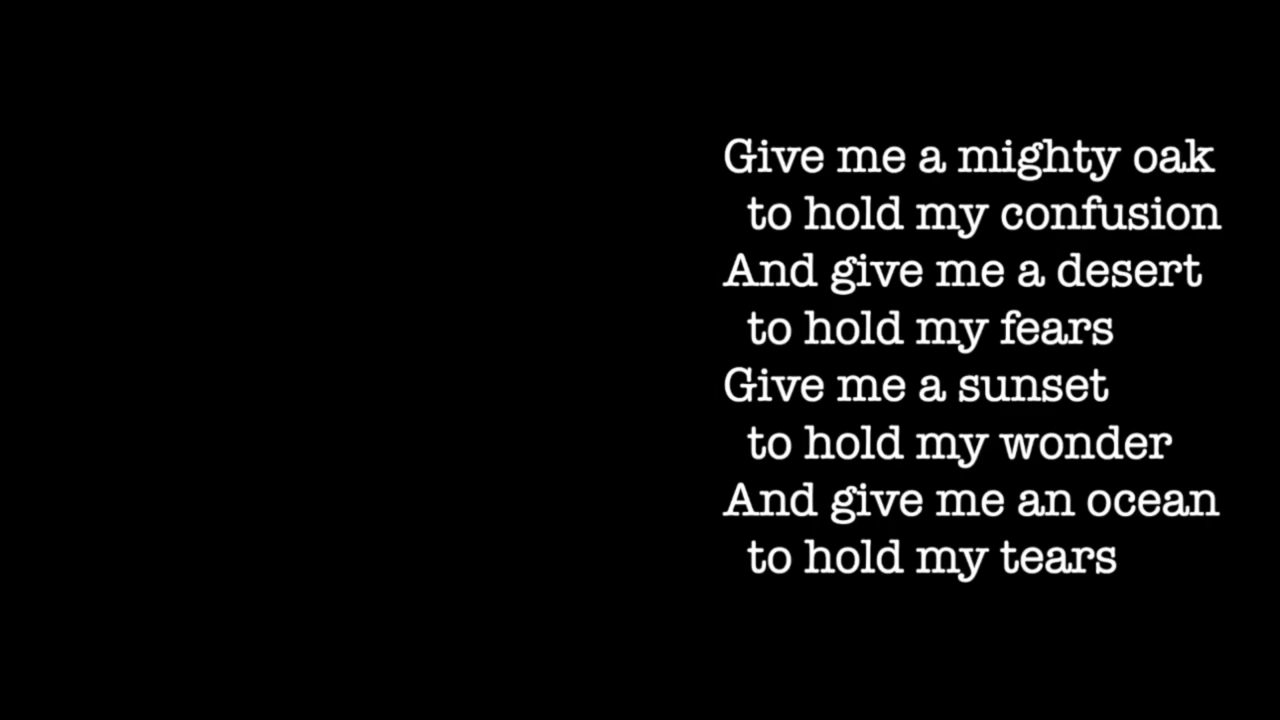 Give me a mighty oak
to hold my confusion
And give me a desert
to hold my fears
Give me a sunset
to hold my wonder
And give me an ocean
to hold my tears